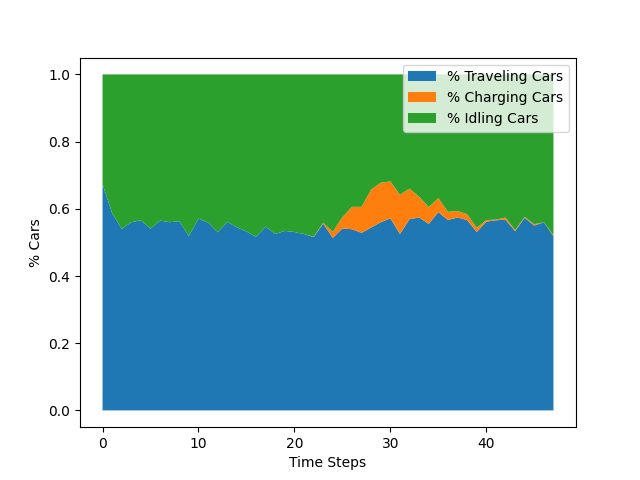 % Traveling Cars
% Charging Cars
% Idling Cars
1.0
0.8
0.6
0.4
0.2
0.0
% Cars
0 10 20 30 40
Time Steps